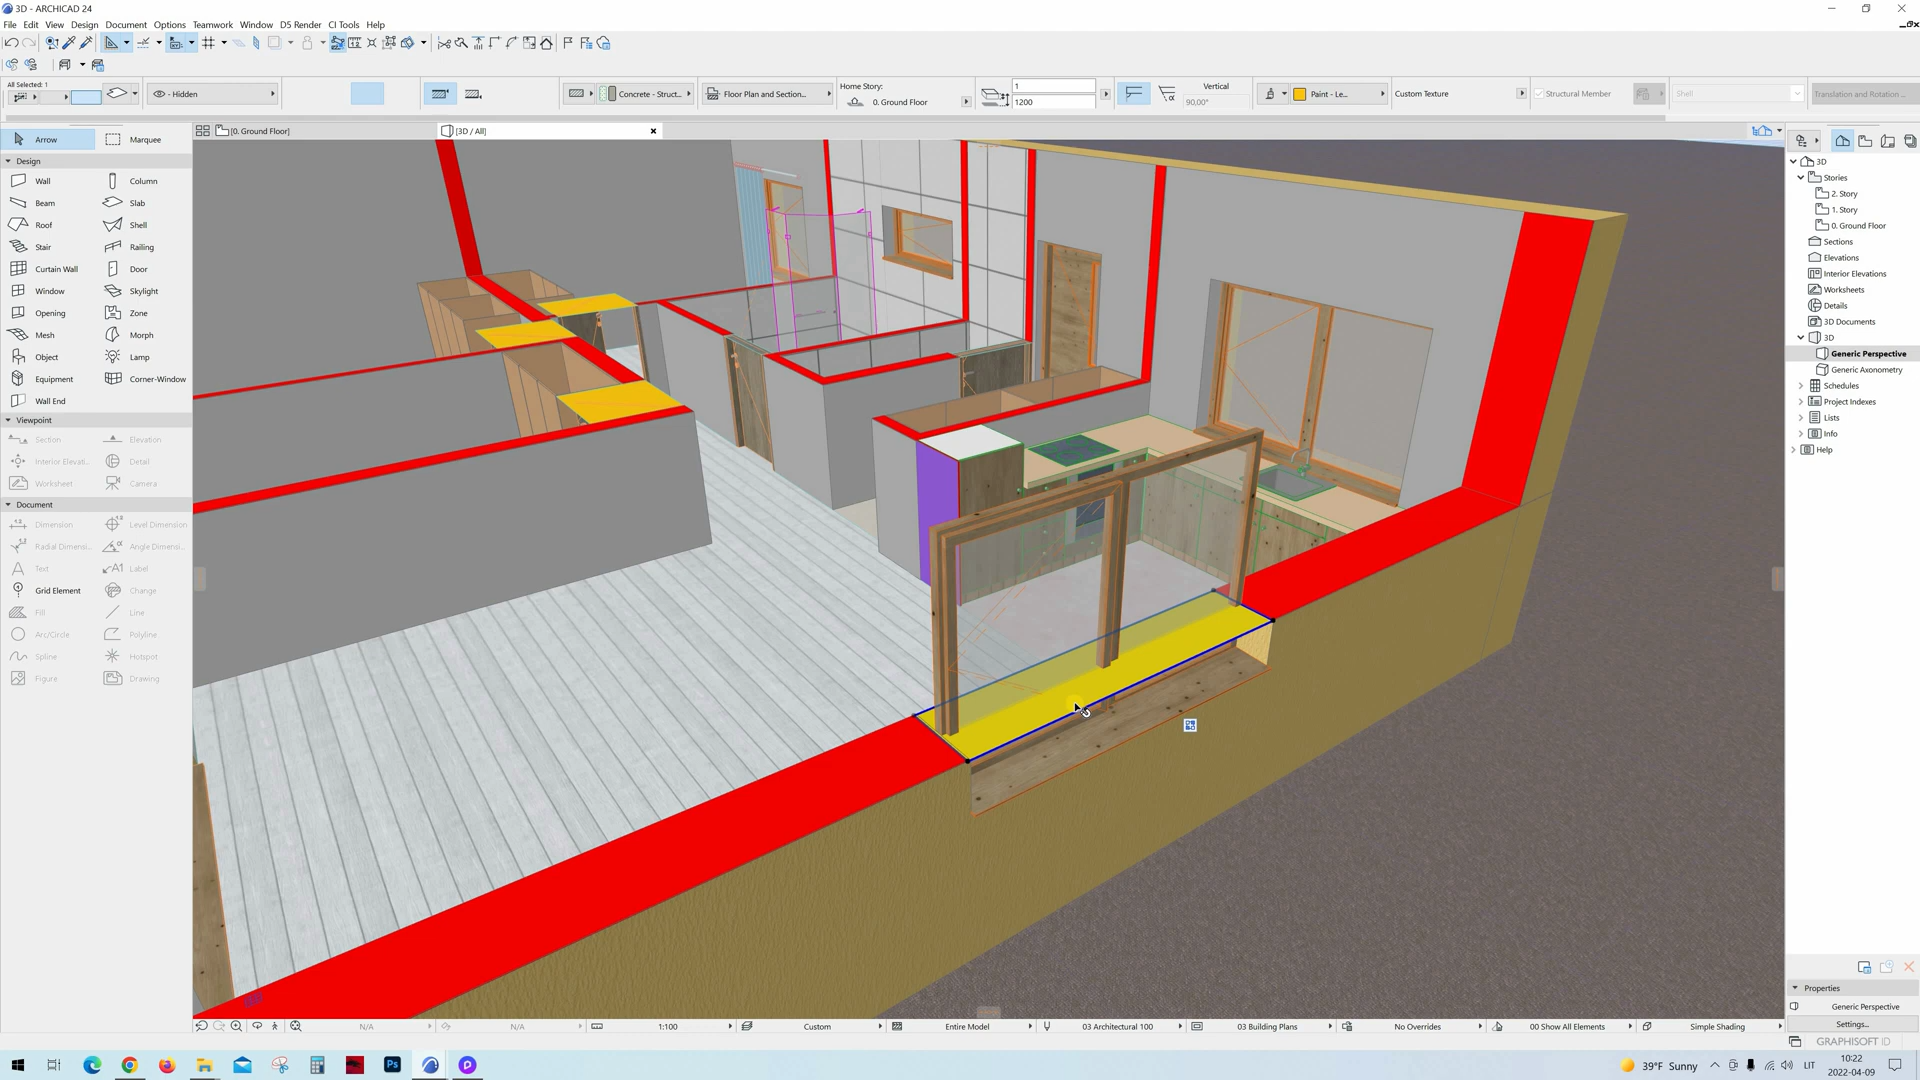 3D - ARCHICAD 24
File Edit View Design Document Options Teamwork Window D5 Render CI Tools Help
All Selected: 1
- Hidden
Concrete - Struct...
Floor Plan and Section...
Home Story:
0. Ground Floor
1
1200
Vertical
90,00°
Paint - Le...
Custom Texture
Structural Member
Shell
Translation and Rotation ...
[0. Ground Floor]
[3D / All]
Arrow Marquee
Design
Wall Column
Beam Slab
Roof Shell
Stair Railing
Curtain Wall Door
Window Skylight
Opening Zone
Mesh Morph
Object Lamp
Equipment Corner-Window
Wall End
Viewpoint
Section Elevation
Interior Elevati... Detail
Worksheet Camera
Document
Dimension Level Dimension
Radial Dimensi... Angle Dimensi...
Text A1 Label
Grid Element Change
Fill Line
Arc/Circle Polyline
Spline Hotspot
Figure Drawing
3D
Stories
2. Story
1. Story
0. Ground Floor
Sections
Elevations
Interior Elevations
Worksheets
Details
3D Documents
3D
Generic Perspective
Generic Axonometry
Schedules
Project Indexes
Lists
Info
Help
Properties
Generic Perspective
Settings...
GRAPHISOFT ID
N/A N/A 1:100 Custom Entire Model 03 Architectural 100 03 Building Plans No Overrides 00 Show All Elements Simple Shading
Ps
39°F Sunny
LIT
10:22
2022-04-09